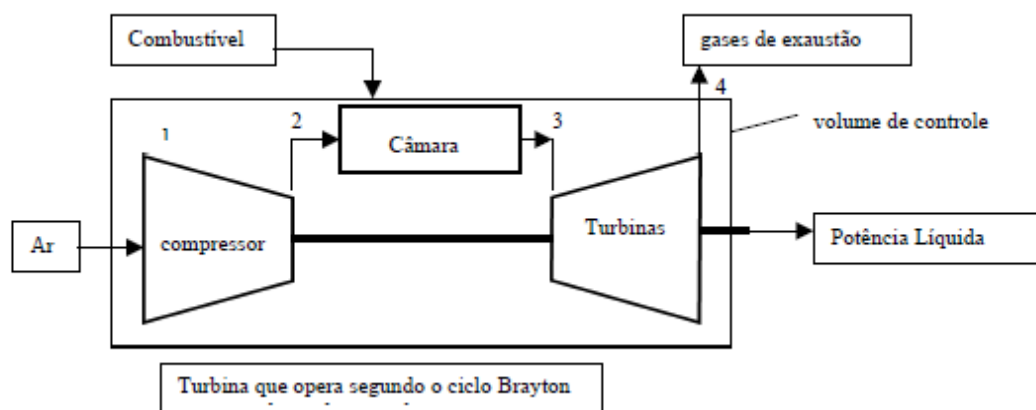 Combustível
gases de exaustão
4
1
2
Câmara
3
volume de controle
Ar
compressor
Turbinas
Potência Líquida
Turbina que opera segundo o ciclo Brayton